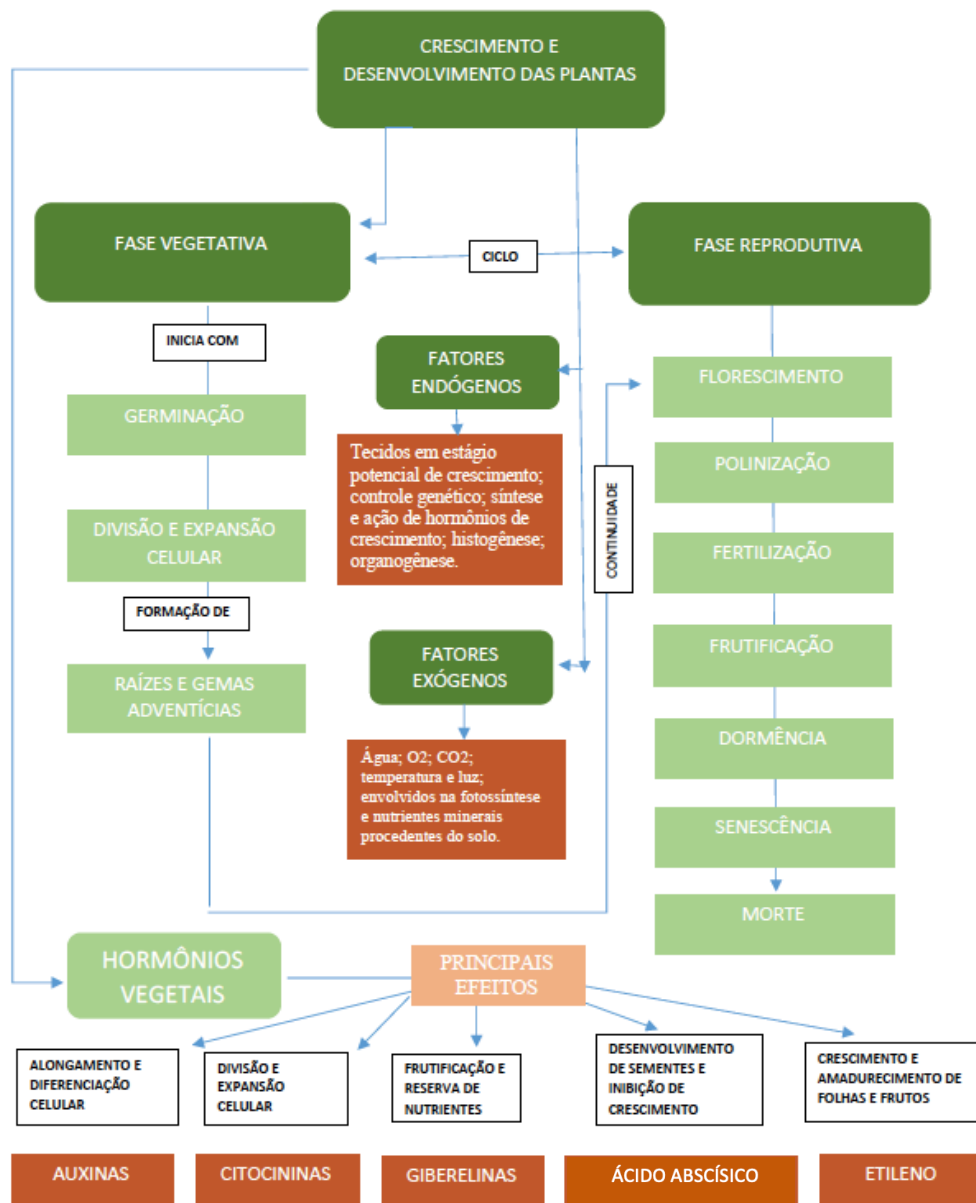 CRESCIMENTO E
DESENVOLVIMENTO DAS PLANTAS
FASE VEGETATIVA
CICLO
FASE REPRODUTIVA
INICIA COM
GERMINAÇÃO
DIVISÃO E EXPANSÃO
CELULAR
FORMAÇÃO DE
RAÍZES E GEMAS
ADVENTÍCIAS
FATORES
ENDÓGENOS
Tecidos em estágio
potencial de crescimento;
controle genético; síntese
e ação de hormônios de
crescimento; histogênese;
organogênese.
FATORES
EXÓGENOS
Água; O2; CO2;
temperatura e luz;
envolvidos na fotossíntese
e nutrientes minerais
procedentes do solo.
CONTINUIDADE
FLORESCIMENTO
POLINIZAÇÃO
FERTILIZAÇÃO
FRUTIFICAÇÃO
DORMÊNCIA
SENESCÊNCIA
MORTE
HORMÔNIOS
VEGETAIS
PRINCIPAIS
EFEITOS
ALONGAMENTO E
DIFERENCIAÇÃO
CELULAR
DIVISÃO E
EXPANSÃO
CELULAR
FRUTIFICAÇÃO E
RESERVA DE
NUTRIENTES
DESENVOLVIMENTO
DE SEMENTES E
INIBIÇÃO DE
CRESCIMENTO
CRESCIMENTO E
AMADURECIMENTO DE
FOLHAS E FRUTOS
AUXINAS
CITOCININAS
GIBERELINAS
ÁCIDO ABSCÍSICO
ETILENO